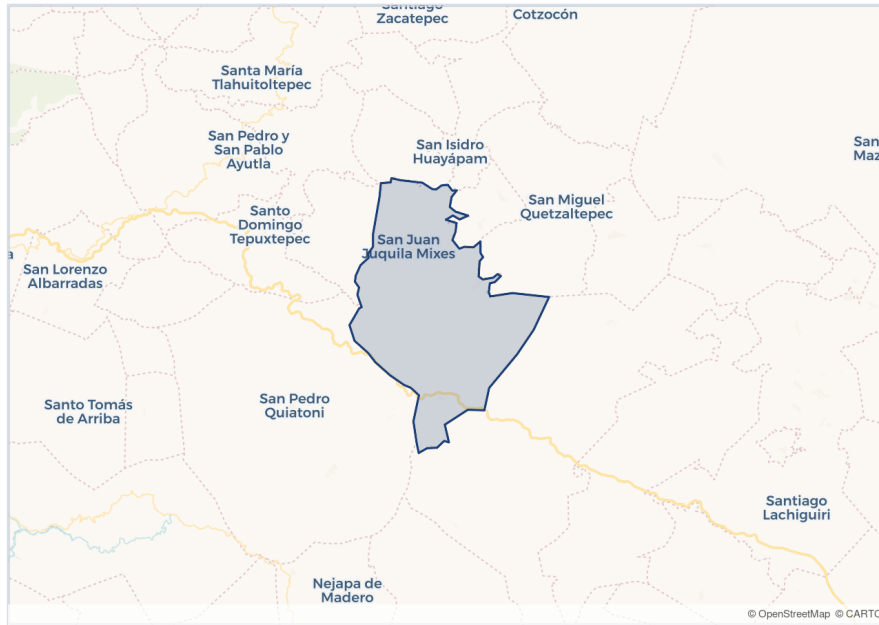 Santiago
Zacatepec
Cotzocón
Santa María
Tlahuitoltepec
San Pedro y
San Pablo
Ayutla
San Isidro
Huayápam
San
Maz
San Miguel
Quetzaltepec
Santo
Domingo
Tepuxtepec
San Juan
Juquila Mixes
a
San Lorenzo
Albarradas
Santo Tomás
de Arriba
San Pedro
Quiatoni
Santiago
Lachiguiri
Nejapa de
Madero
© OpenStreetMap © CARTO